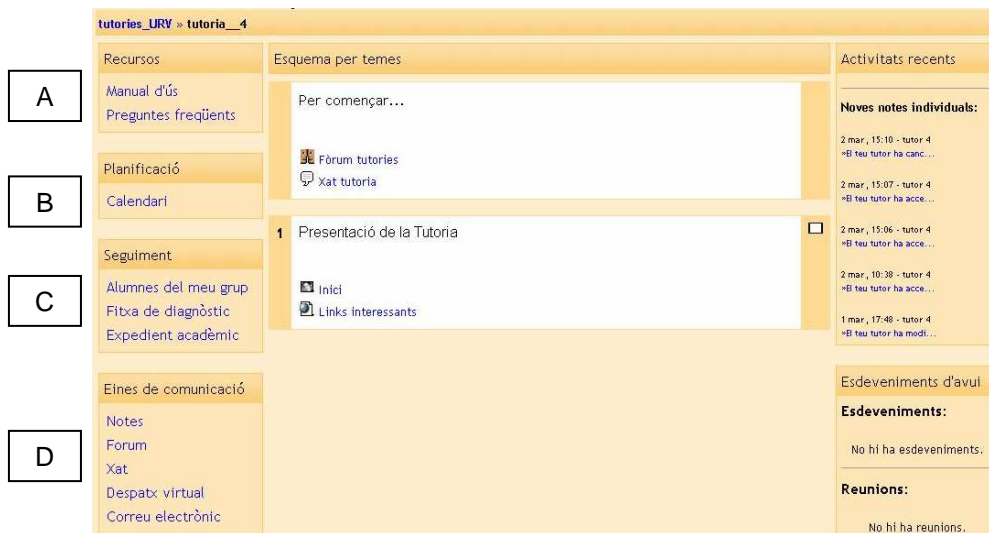 tutories_URV » tutoria__4
A
Recursos
Manual d'ús
Preguntes freqüents
B
Planificació
Calendari
C
Seguiment
Alumnes del meu grup
Fitxa de diagnòstic
Expedient acadèmic
D
Eines de comunicació
Notes
Forum
Xat
Despatx virtual
Correu electrònic
Esquema per temes
Per començar...
Fòrum tutories
Xat tutoria
1 Presentació de la Tutoria
Inici
Links interessants
Activitats recents
Noves notes individuals:
2 mar, 15:10 - tutor 4
»El teu tutor ha canc...
2 mar, 15:07 - tutor 4
»El teu tutor ha acce...
2 mar, 15:06 - tutor 4
»El teu tutor ha acce...
2 mar, 10:38 - tutor 4
»El teu tutor ha acce...
1 mar, 17:48 - tutor 4
»El teu tutor ha modi...
Esdeveniments d'avui
Esdeveniments:
No hi ha esdeveniments.
Reunions:
No hi ha reunions.